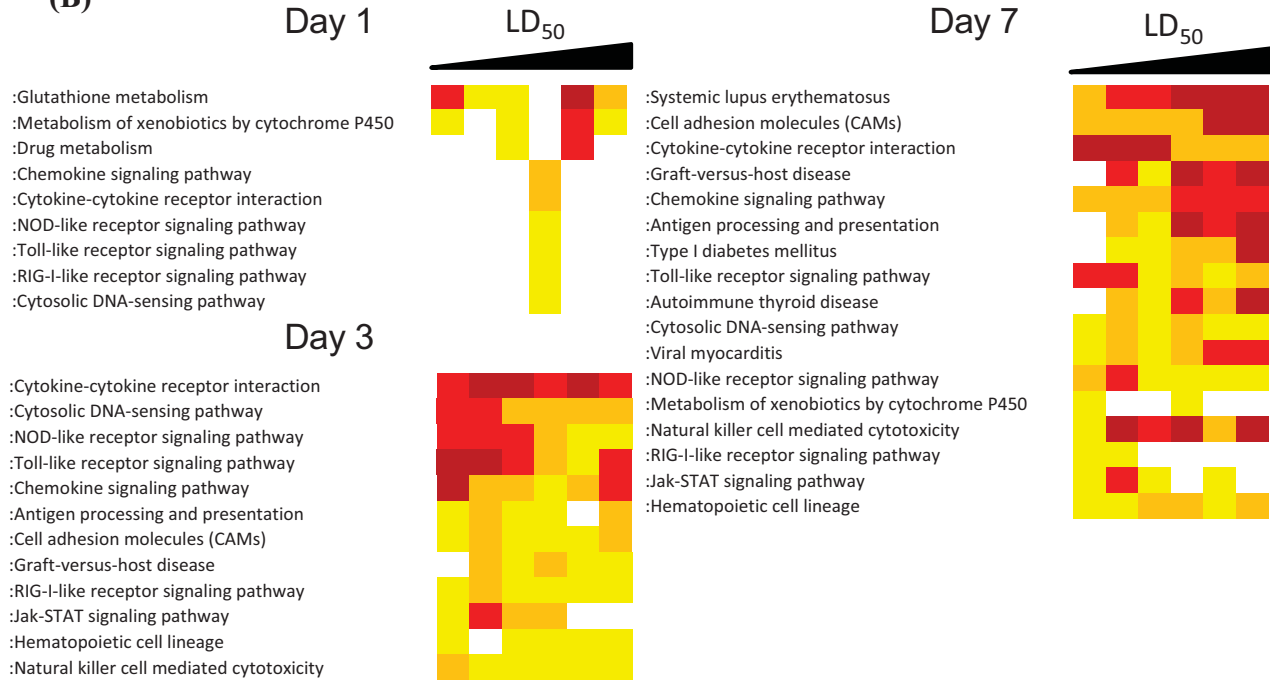 (B)
Day 1
LD50
:Glutathione metabolism
:Metabolism of xenobiotics by cytochrome P450
:Drug metabolism
:Chemokine signaling pathway
:Cytokine-cytokine receptor interaction
:NOD-like receptor signaling pathway
:Toll-like receptor signaling pathway
:RIG-I-like receptor signaling pathway
:Cytosolic DNA-sensing pathway
Day 3
:Cytokine-cytokine receptor interaction
:Cytosolic DNA-sensing pathway
:NOD-like receptor signaling pathway
:Toll-like receptor signaling pathway
:Chemokine signaling pathway
:Antigen processing and presentation
:Cell adhesion molecules (CAMs)
:Graft-versus-host disease
:RIG-I-like receptor signaling pathway
:Jak-STAT signaling pathway
:Hematopoietic cell lineage
:Natural killer cell mediated cytotoxicity
Day 7
LD50
:Systemic lupus erythematosus
:Cell adhesion molecules (CAMs)
:Cytokine-cytokine receptor interaction
:Graft-versus-host disease
:Chemokine signaling pathway
:Antigen processing and presentation
:Type I diabetes mellitus
:Toll-like receptor signaling pathway
:Autoimmune thyroid disease
:Cytosolic DNA-sensing pathway
:Viral myocarditis
:NOD-like receptor signaling pathway
:Metabolism of xenobiotics by cytochrome P450
:Natural killer cell mediated cytotoxicity
:RIG-I-like receptor signaling pathway
:Jak-STAT signaling pathway
:Hematopoietic cell lineage